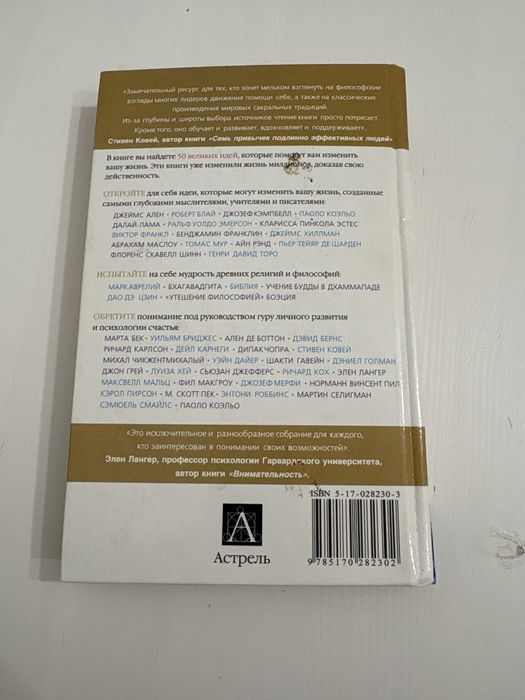 «Замечательный ресурс для тех, кто хочет мельком взглянуть на философские
взгляды многих лидеров движения помощи себе, а также на классические
произведения мировых сакральных традиций.
Из-за глубины и широты выбора источников чтение книги просто потрясает.
Кроме того, оно обучает и развивает, вдохновляет и поддерживает».
Стивен Ковей, автор книги «Семь привычек подлинно эффективных людей»
В книге вы найдете 50 великих идей, которые помогут вам изменить
вашу жизнь. Эти книги уже изменили жизнь миллионов, доказав свою
действенность.
ОТКРОЙТЕ для себя идеи, которые могут изменить вашу жизнь, созданные
самыми глубокими мыслителями, учителями и писателями:
ДЖЕЙМС АЛЕН • РОБЕРТ БЛАЙ • ДЖОЗЕФ КЭМПБЕЛЛ • ПАОЛО КОЭЛЬО
ДАЛАЙ-ЛАМА • РАЛЬФ УОЛДО ЭМЕРСОН • КЛАРИССА ПИНКОЛА ЭСТЕС
ВИКТОР ФРАНКЛ • БЕНДЖАМИН ФРАНКЛИН • ДЖЕЙМС ХИЛЛМАН
АБРАХАМ МАСЛОУ • ТОМАС МУР • АЙН РЭНД • ПЬЕР ТЕЙЯР ДЕ ШАРДЕН
ФЛОРЕНС СКАВЕЛЛ ШИНН • ГЕНРИ ДАВИД ТОРО
ИСПЫТАЙТЕ на себе мудрость древних религий и философий:
МАРК АВРЕЛИЙ • БХАГАВАДГИТА • БИБЛИЯ • УЧЕНИЕ БУДДЫ В ДХАММАПАДЕ
ДАО ДЭ ЦЗИН • «УТЕШЕНИЕ ФИЛОСОФИЕЙ» БОЭЦИЯ
ОБРЕТИТЕ понимание под руководством гуру личного развития
и психологии счастья:
МАРТА БЕК • УИЛЬЯМ БРИДЖЕС • АЛЕН ДЕ БОТТОН • ДЭВИД БЕРНС
РИЧАРД КАРЛСОН • ДЕЙЛ КАРНЕГИ • ДИПАК ЧОПРА • СТИВЕН КОВЕЙ
МИХАЛ ЧИКЖЕНТМИХАЛЫЙ • УЭЙН ДАЙЕР • ШАКТИ ГАВЕЙН • ДЭНИЕЛ ГОЛМАН
ДЖОН ГРЕЙ • ЛУИЗА ХЕЙ • СЬЮЗАН ДЖЕФФЕРС • РИЧАРД КОХ • ЭЛЕН ЛАНГЕР
МАКСВЕЛЛ МАЛЬЦ • ФИЛ МАКГРОУ • ДЖОЗЕФ МЕРФИ • НОРМАНН ВИНСЕНТ ПИЛ
КЭРОЛ ПИРСОН • М. СКОТТ ПЕК • ЭНТОНИ РОББИНС • МАРТИН СЕЛИГМАН
СЭМЮЕЛЬ СМАЙЛС • ПАОЛО КОЭЛЬО
«Это исключительное и разнообразное собрание для каждого,
кто заинтересован в понимании своих возможностей».
Элен Лангер, профессор психологии Гарвардского университета,
автор книги «Внимательность».
ISBN 5-17-028230-3
А
Астрель
9 785170 282302